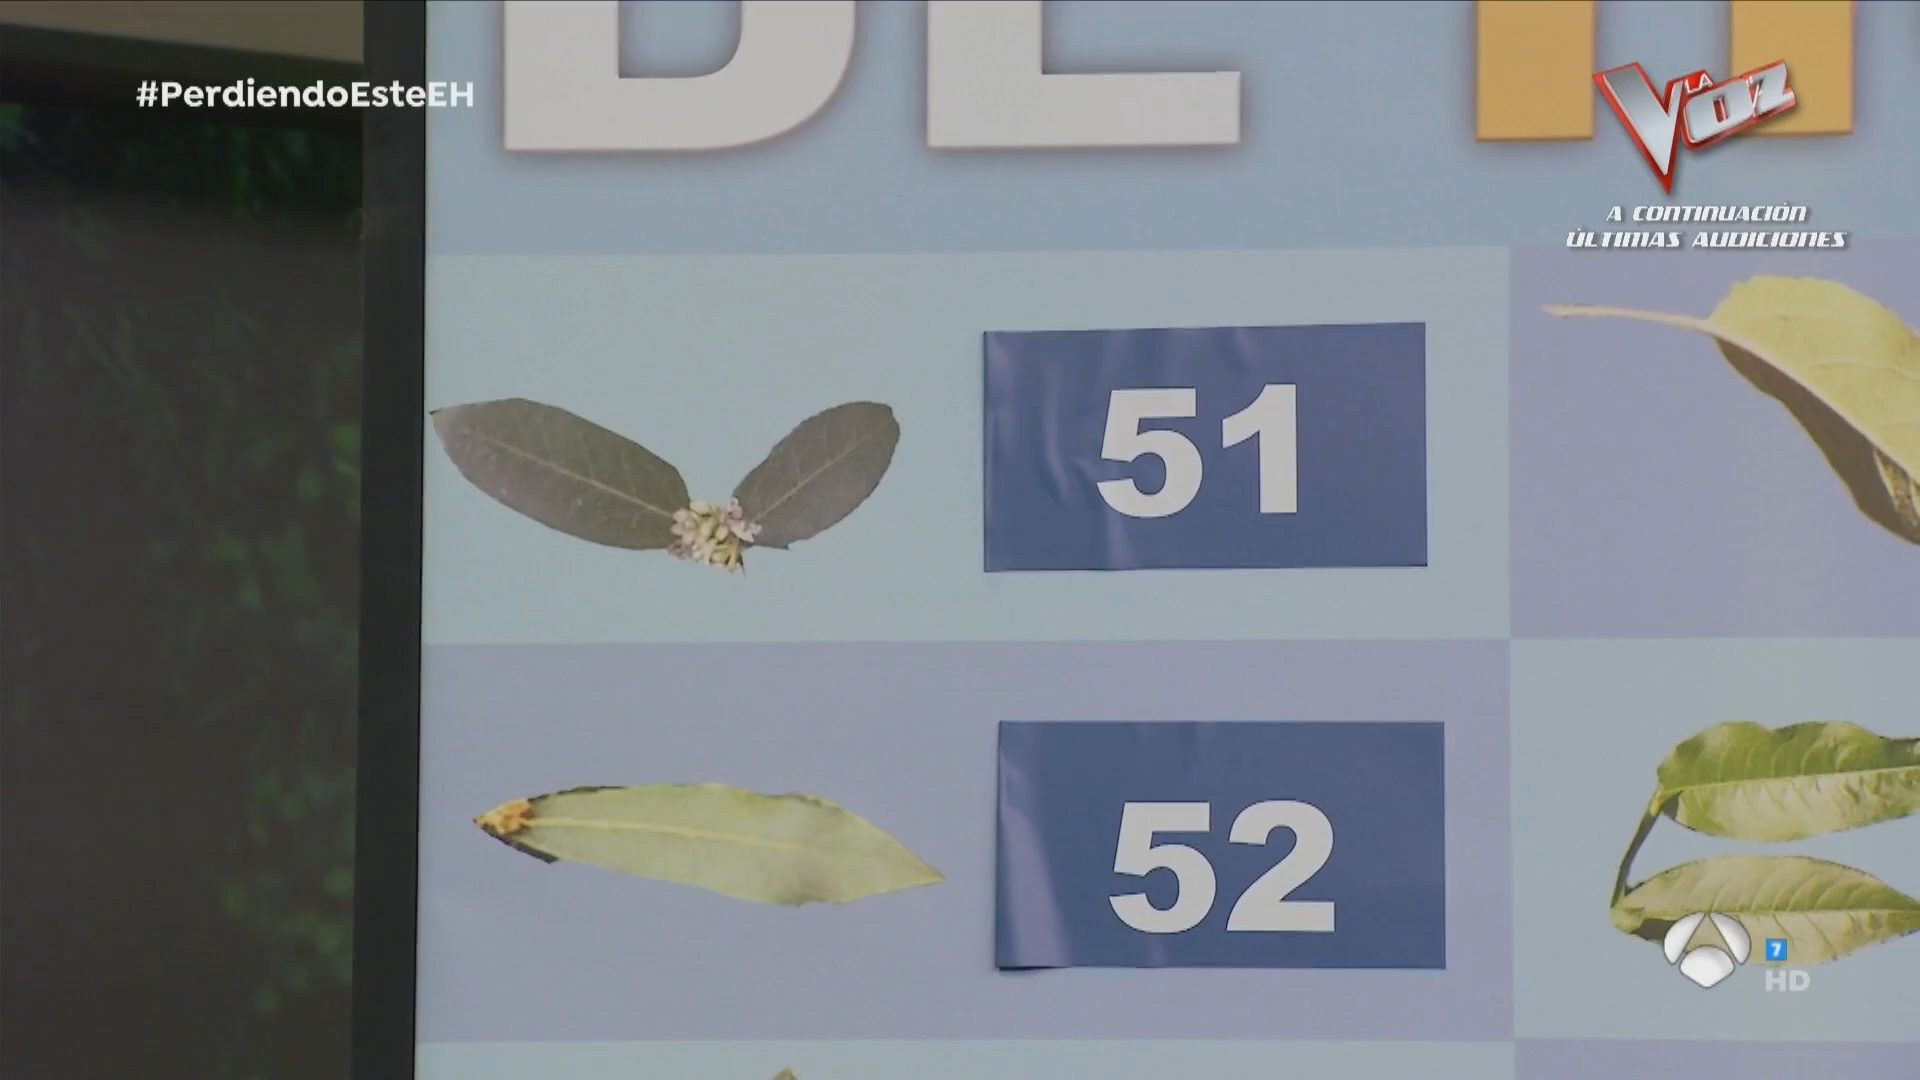 DE
#PerdiendoEsteEH
LA VOZ
A CONTINUACIÓN
ÚLTIMAS AUDICIONES
51
52
7
HD